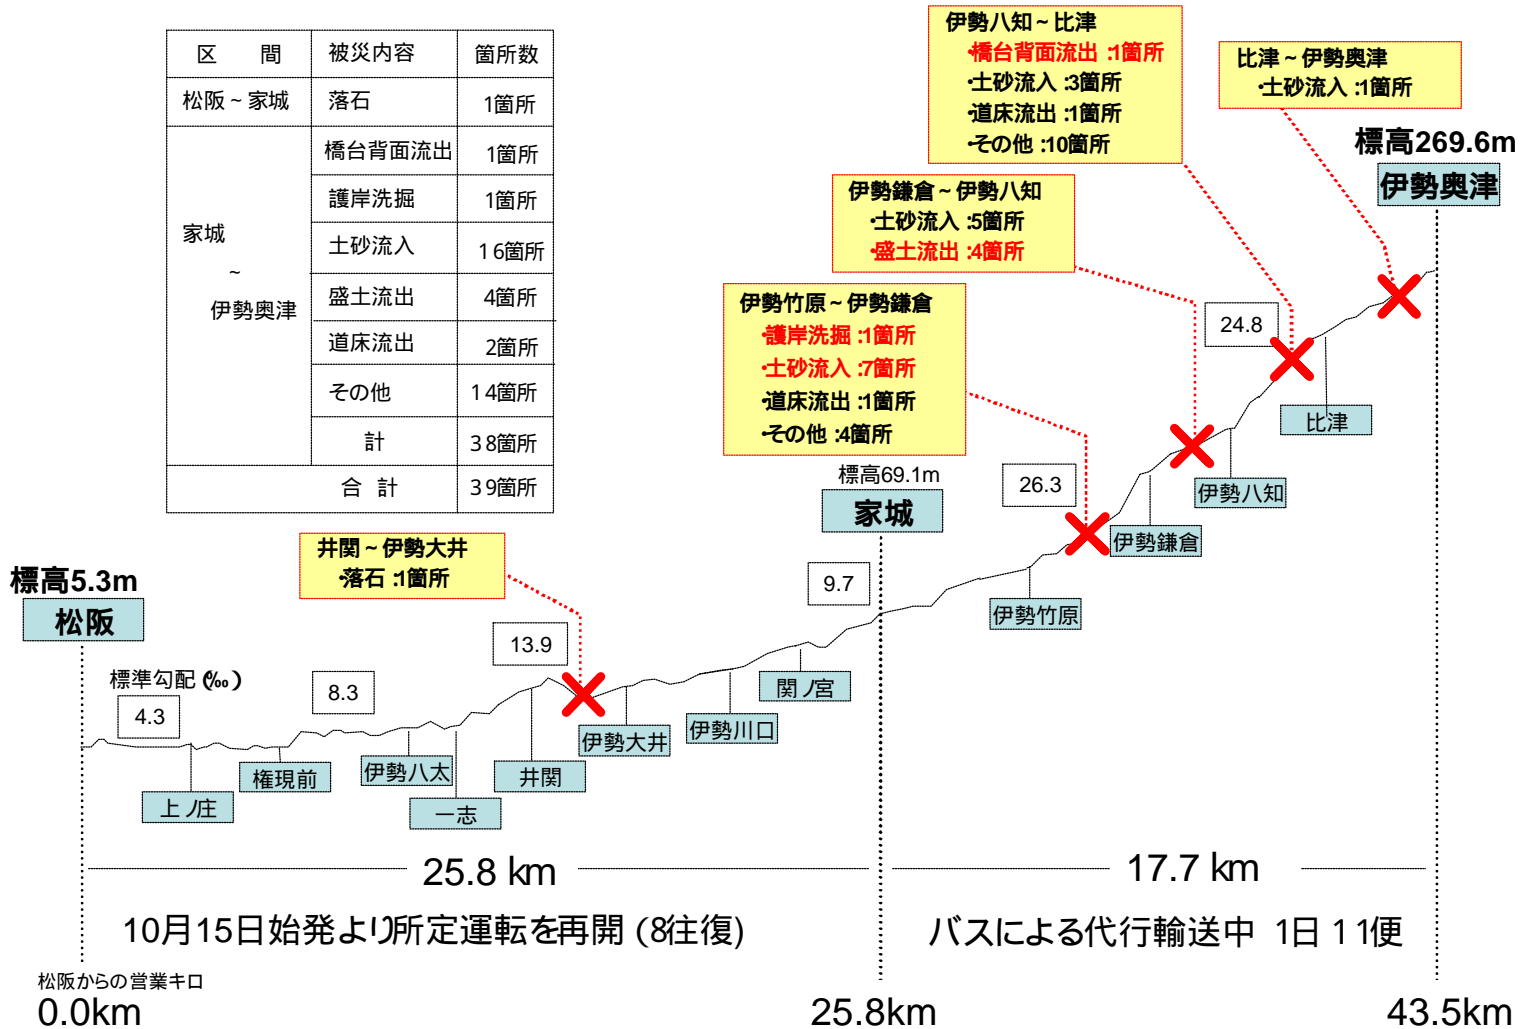 区 間 被災内容 箇所数
松阪~家城 落石 1箇所
家城
~
伊勢奥津
橋台背面流出 1箇所
護岸洗掘 1箇所
土砂流入 16箇所
盛土流出 4箇所
道床流出 2箇所
その他 14箇所
計 38箇所
合 計 39箇所
伊勢八知~比津
・橋台背面流出:1箇所
・土砂流入:3箇所
・道床流出:1箇所
・その他:10箇所
比津~伊勢奥津
・土砂流入:1箇所
標高269.6m
伊勢奥津
伊勢鎌倉~伊勢八知
・土砂流入:5箇所
・盛土流出:4箇所
伊勢竹原~伊勢鎌倉
・護岸洗掘:1箇所
・土砂流入:7箇所
・道床流出:1箇所
・その他:4箇所
24.8
比津
標高69.1m
家城
26.3
伊勢八知
伊勢鎌倉
井関~伊勢大井
・落石:1箇所
標高5.3m
松阪
9.7
伊勢竹原
13.9
標準勾配(‰)
4.3
8.3
関ノ宮
伊勢川口
伊勢大井
井関
伊勢八太
権現前
上ノ庄
一志
25.8 km
17.7 km
10月15日始発より所定運転を再開(8往復)
バスによる代行輸送中 1日11便
松阪からの営業キロ
0.0km
25.8km
43.5km